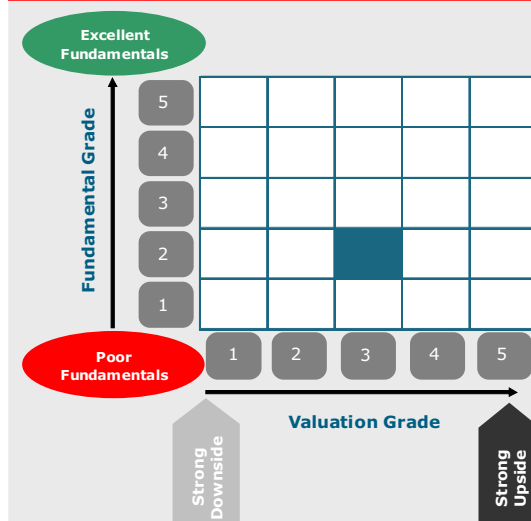 Excellent
Fundamentals
Fundamental Grade
5
4
3
2
1
Poor
Fundamentals
1
2
3
4
5
Valuation Grade
Strong
Downside
Strong
Upside